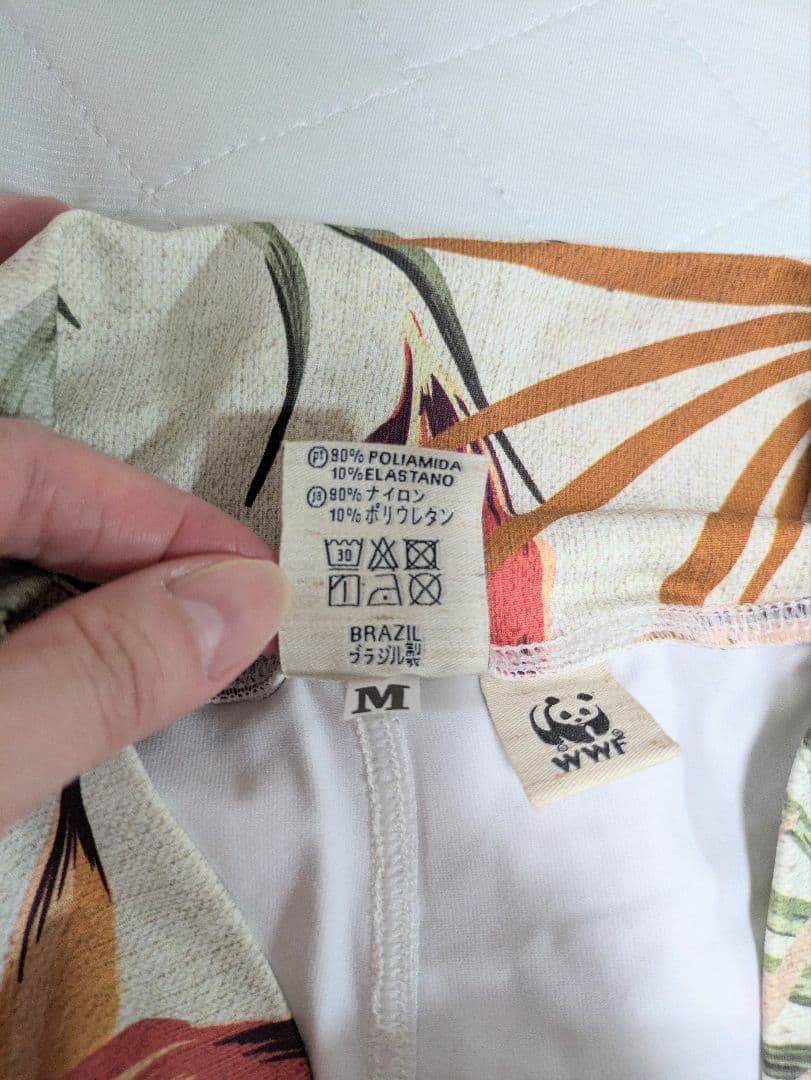 PT 90% POLIAMIDA
10% ELASTANO
JA 90% ナイロン
10% ポリウレタン
30
BRAZIL
ブラジル製
M
® ®
WWF